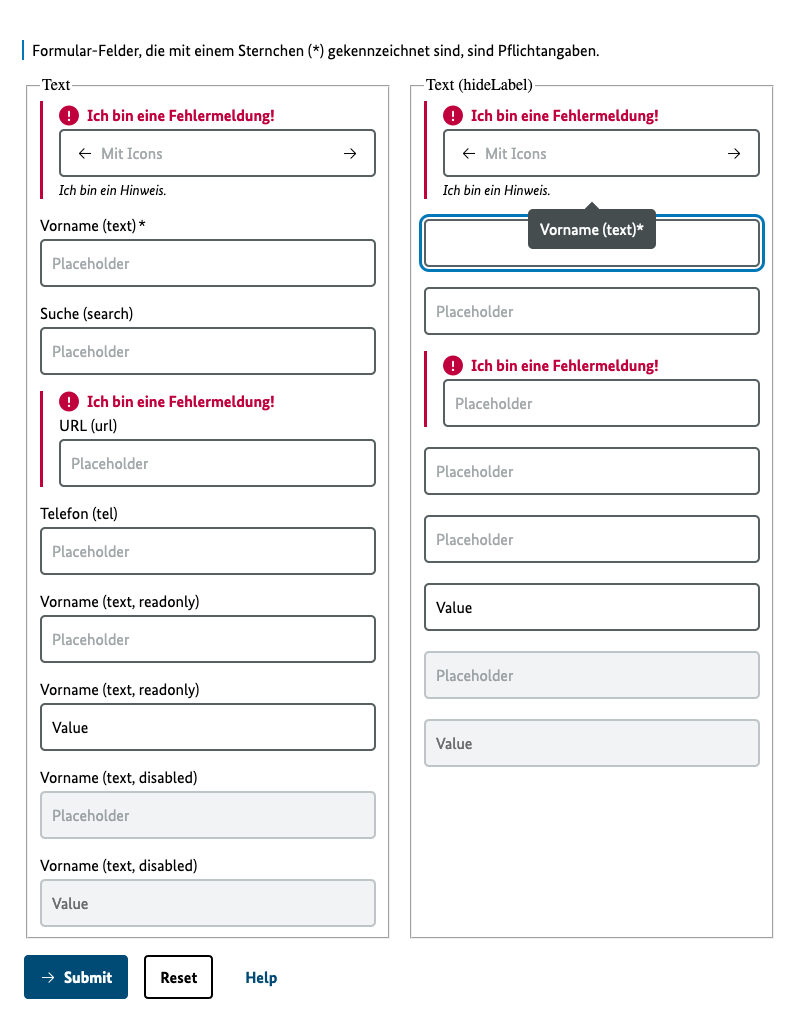 Formular-Felder, die mit einem Sternchen (*) gekennzeichnet sind, sind Pflichtangaben.
Text
Ich bin eine Fehlermeldung!
Mit Icons
Ich bin ein Hinweis.
Vorname (text)*
Placeholder
Suche (search)
Placeholder
Ich bin eine Fehlermeldung!
URL (url)
Placeholder
Telefon (tel)
Placeholder
Vorname (text, readonly)
Placeholder
Vorname (text, readonly)
Value
Vorname (text, disabled)
Placeholder
Vorname (text, disabled)
Value
Text (hideLabel)
Ich bin eine Fehlermeldung!
Mit Icons
Ich bin ein Hinweis.
Vorname (text)*
Placeholder
Ich bin eine Fehlermeldung!
Placeholder
Placeholder
Placeholder
Value
Placeholder
Value
Submit
Reset
Help